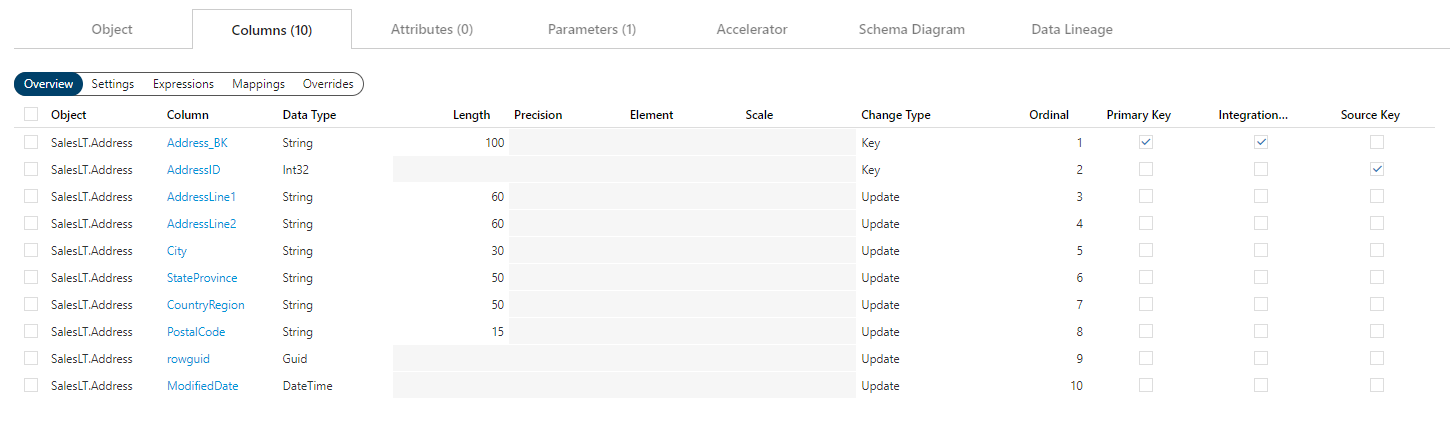 Object Columns (10) Attributes (0) Parameters (1) Accelerator Schema Diagram Data Lineage
Overview Settings Expressions Mappings Overrides
Object Column Data Type Length Precision Element Scale Change Type Ordinal Primary Key Integration... Source Key
SalesLT.Address Address_BK String 100 Key 1
SalesLT.Address AddressID Int32 Key 2
SalesLT.Address AddressLine1 String 60 Update 3
SalesLT.Address AddressLine2 String 60 Update 4
SalesLT.Address City String 30 Update 5
SalesLT.Address StateProvince String 50 Update 6
SalesLT.Address CountryRegion String 50 Update 7
SalesLT.Address PostalCode String 15 Update 8
SalesLT.Address rowguid Guid Update 9
SalesLT.Address ModifiedDate DateTime Update 10